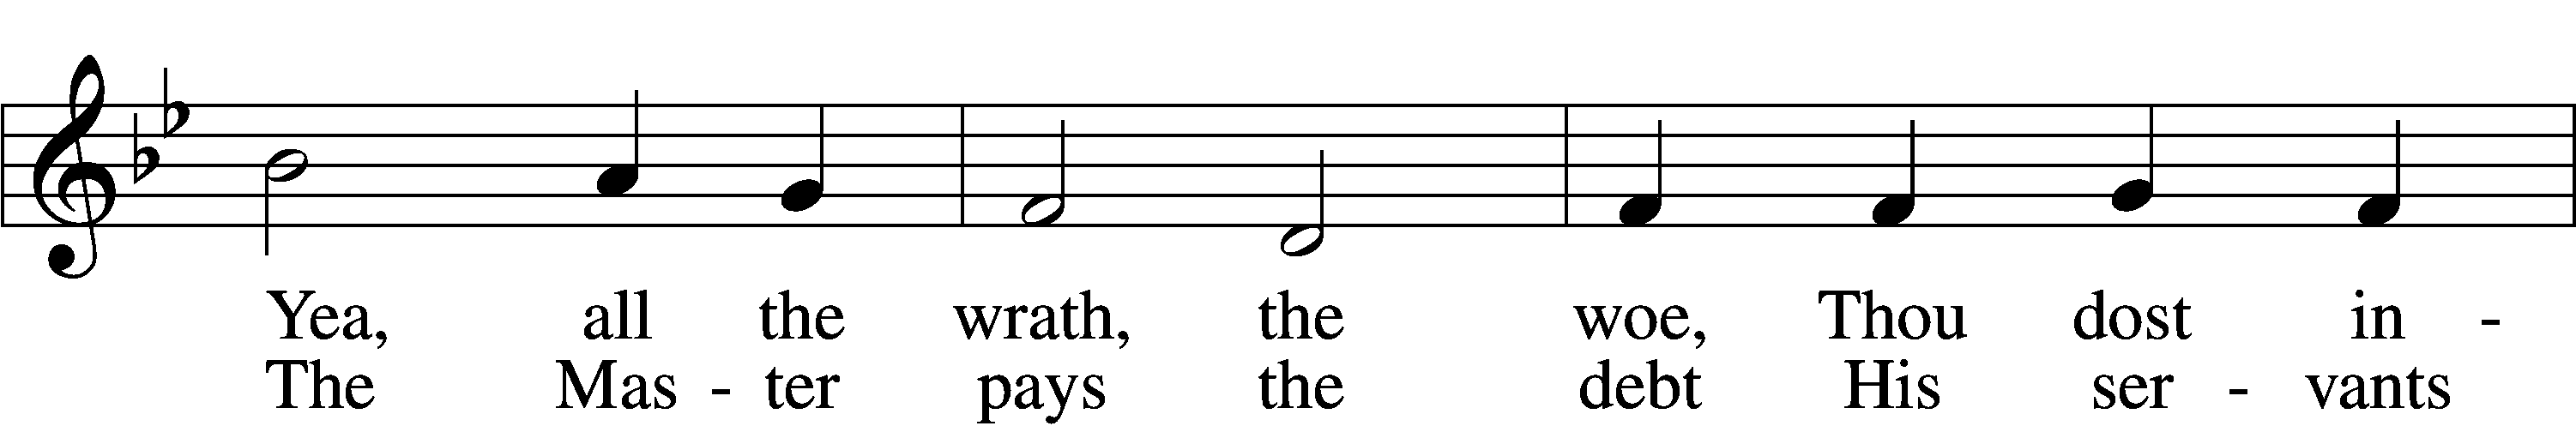 Yea, all the wrath, the woe, Thou dost in -
The Mas - ter pays the debt His ser - vants